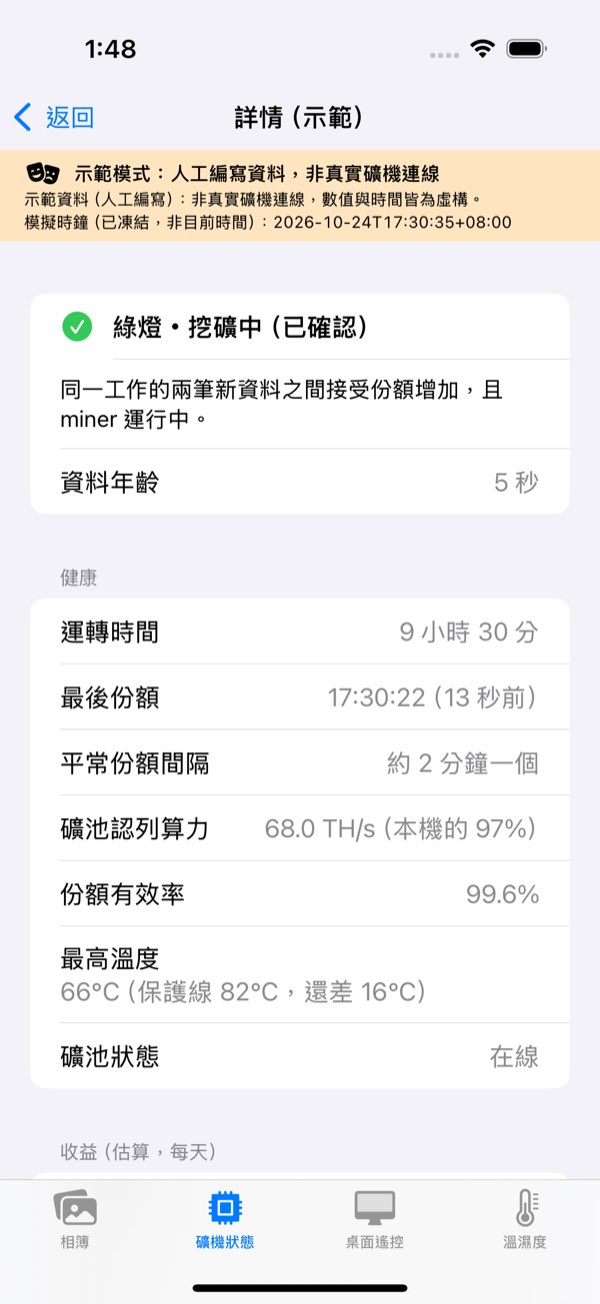 1:48
返回
詳情（示範）
示範模式：人工編寫資料，非真實礦機連線
示範資料（人工編寫）：非真實礦機連線，數值與時間皆為虛構。
模擬時鐘（已凍結，非目前時間）：2026-10-24T17:30:35+08:00
綠燈・挖礦中（已確認）
同一工作的兩筆新資料之間接受份額增加，且
miner 運行中。
資料年齡 5 秒
健康
運轉時間 9 小時 30 分
最後份額 17:30:22（13 秒前）
平常份額間隔 約 2 分鐘一個
礦池認列算力 68.0 TH/s（本機的 97%）
份額有效率 99.6%
最高溫度
66°C（保護線 82°C，還差 16°C）
礦池狀態 在線
收益（估算，每天）
相簿 礦機狀態 桌面遙控 溫濕度